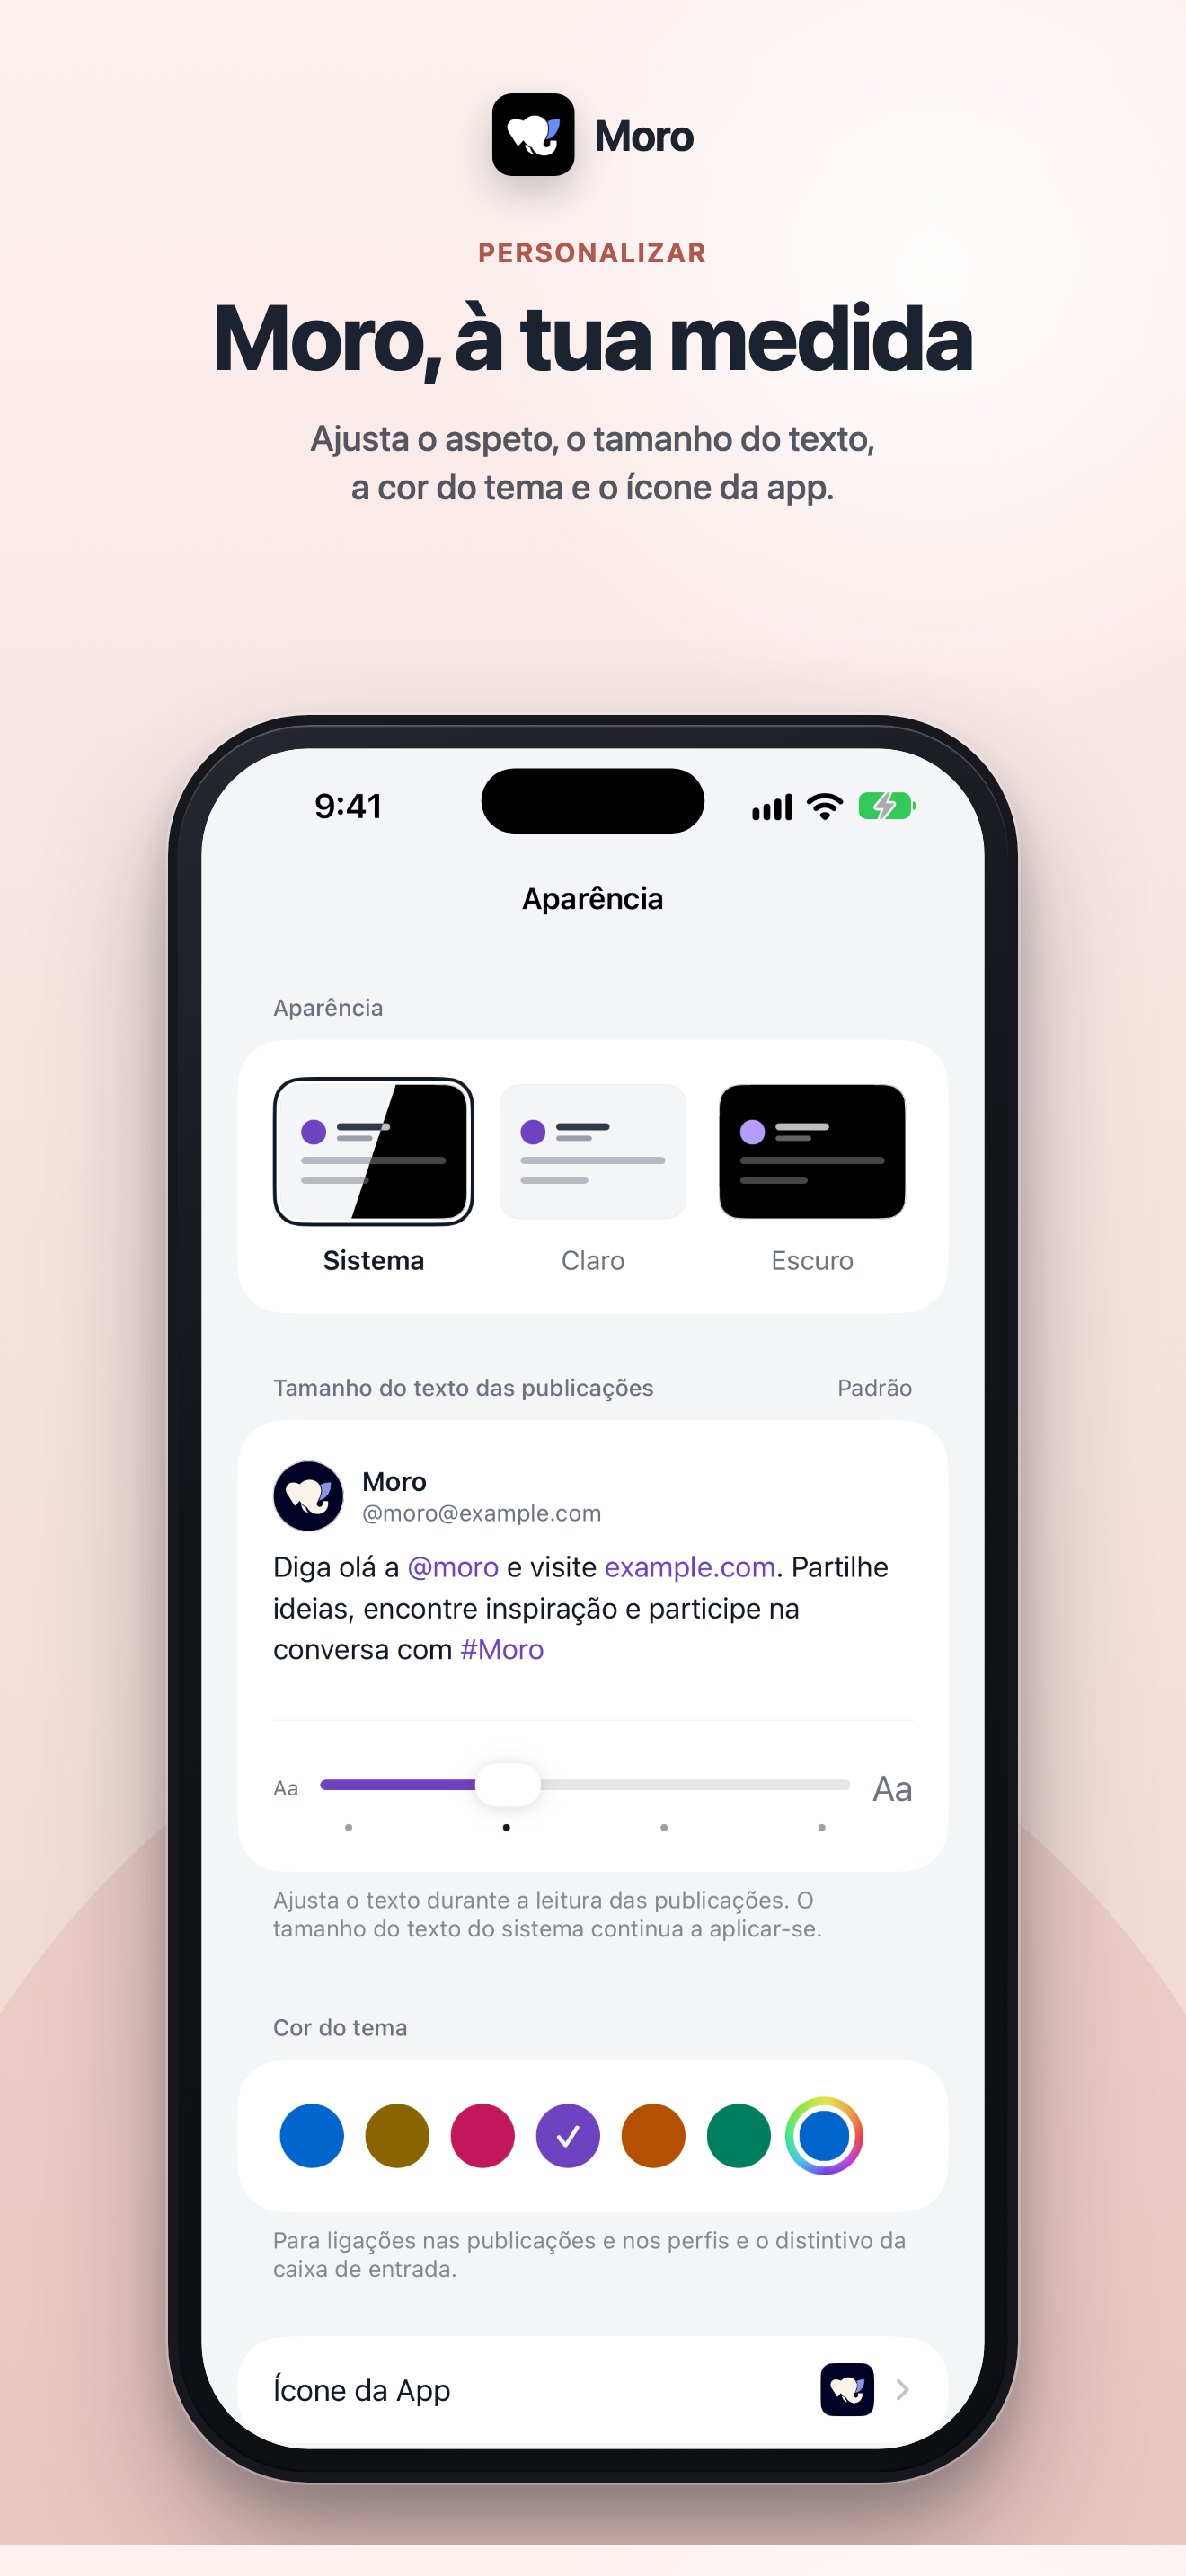 Moro
PERSONALIZAR
Moro, à tua medida
Ajusta o aspeto, o tamanho do texto,
a cor do tema e o ícone da app.
9:41
Aparência
Aparência
Sistema
Claro
Escuro
Tamanho do texto das publicações
Padrão
Moro
@moro@example.com
Diga olá a @moro e visite example.com. Partilhe
ideias, encontre inspiração e participe na
conversa com #Moro
Aa
Aa
Ajusta o texto durante a leitura das publicações. O
tamanho do texto do sistema continua a aplicar-se.
Cor do tema
Para ligações nas publicações e nos perfis e o distintivo da
caixa de entrada.
Ícone da App